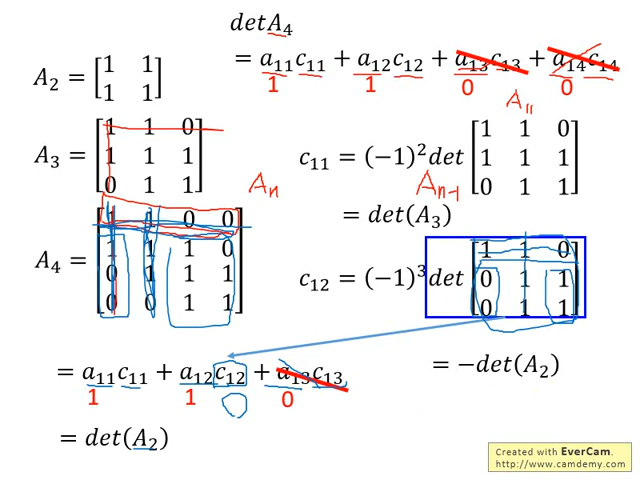 detA₄
= a₁₁c₁₁ + a₁₂c₁₂ + a₁₃c₁₃ + a₁₄c₁₄
1 1 0 0
A₂ = [1 1
1 1]
A₁₁
A₃ = [1 1 0
1 1 1
0 1 1]
c₁₁ = (−1)²det [1 1 0
1 1 1
0 1 1]
Aₙ
Aₙ₋₁
= det(A₃)
A₄ = [1 1 0 0
1 1 1 0
0 1 1 1
0 0 1 1]
c₁₂ = (−1)³det [1 1 0
0 1 1
0 1 1]
= a₁₁c₁₁ + a₁₂c₁₂ + a₁₃c₁₃
1 1 0 0
= −det(A₂)
= det(A₂)
Created with EverCam.
http://www.camdemy.com